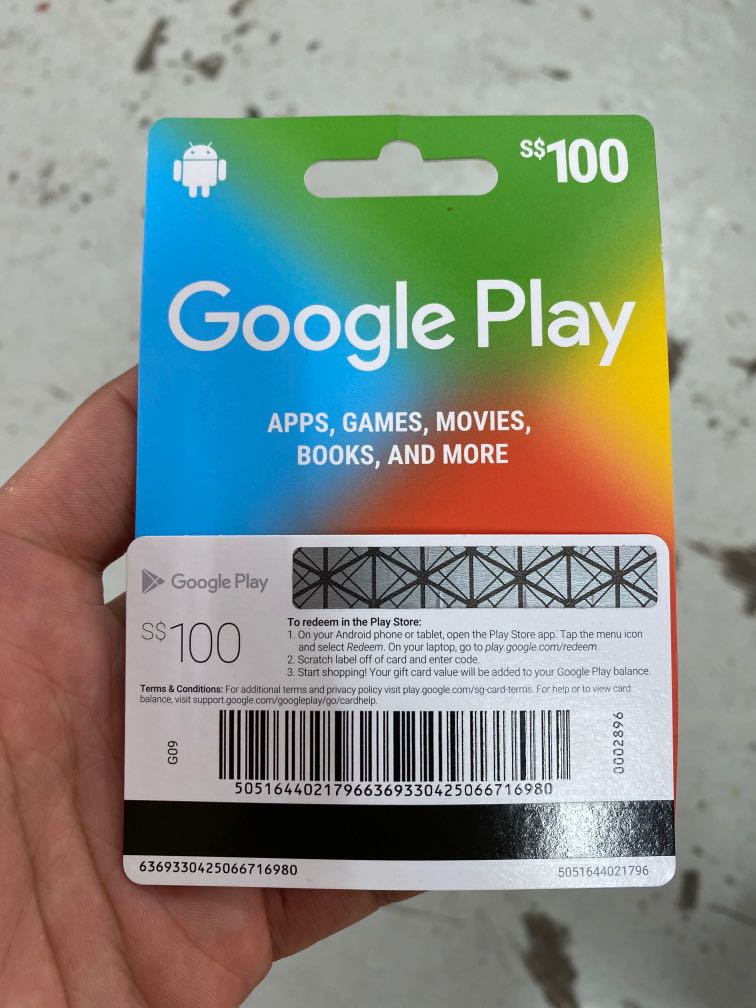 S$100
Google Play
APPS, GAMES, MOVIES,
BOOKS, AND MORE
Google Play
S$100
To redeem in the Play Store:
1. On your Android phone or tablet, open the Play Store app. Tap the menu icon
and select Redeem. On your laptop, go to play.google.com/redeem.
2. Scratch label off of card and enter code.
3. Start shopping! Your gift card value will be added to your Google Play balance.
Terms & Conditions: For additional terms and privacy policy visit play.google.com/sg-card-terms. For help or to view card
balance, visit support.google.com/googleplay/go/cardhelp.
G09
0002896
505164402179663693304250667​16980
6369330425066716980
5051644021796